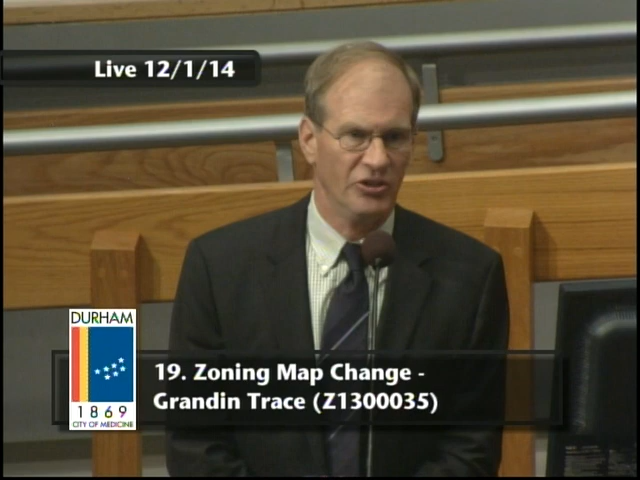 Live 12/1/14
DURHAM
1869
CITY OF MEDICINE
19. Zoning Map Change -
Grandin Trace (Z1300035)